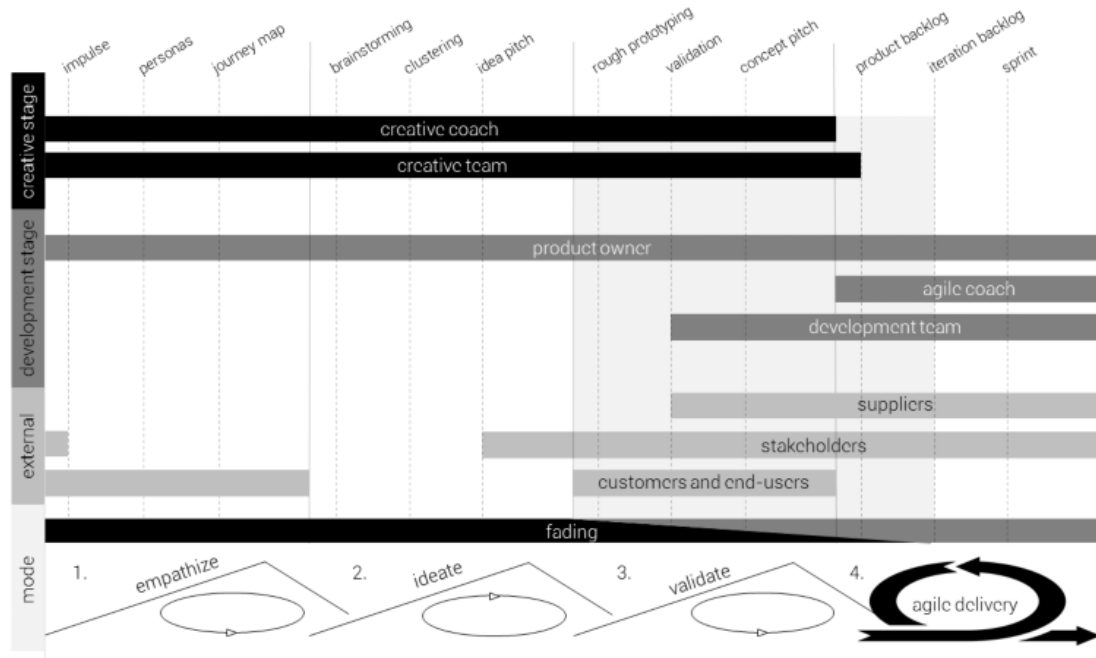 impulse
personas
journey map
brainstorming
clustering
idea pitch
rough prototyping
validation
concept pitch
product backlog
iteration backlog
sprint
creative stage
creative coach
creative team
development stage
product owner
agile coach
development team
external
suppliers
stakeholders
customers and end-users
mode
fading
1.
empathize
2.
ideate
3.
validate
4.
agile delivery